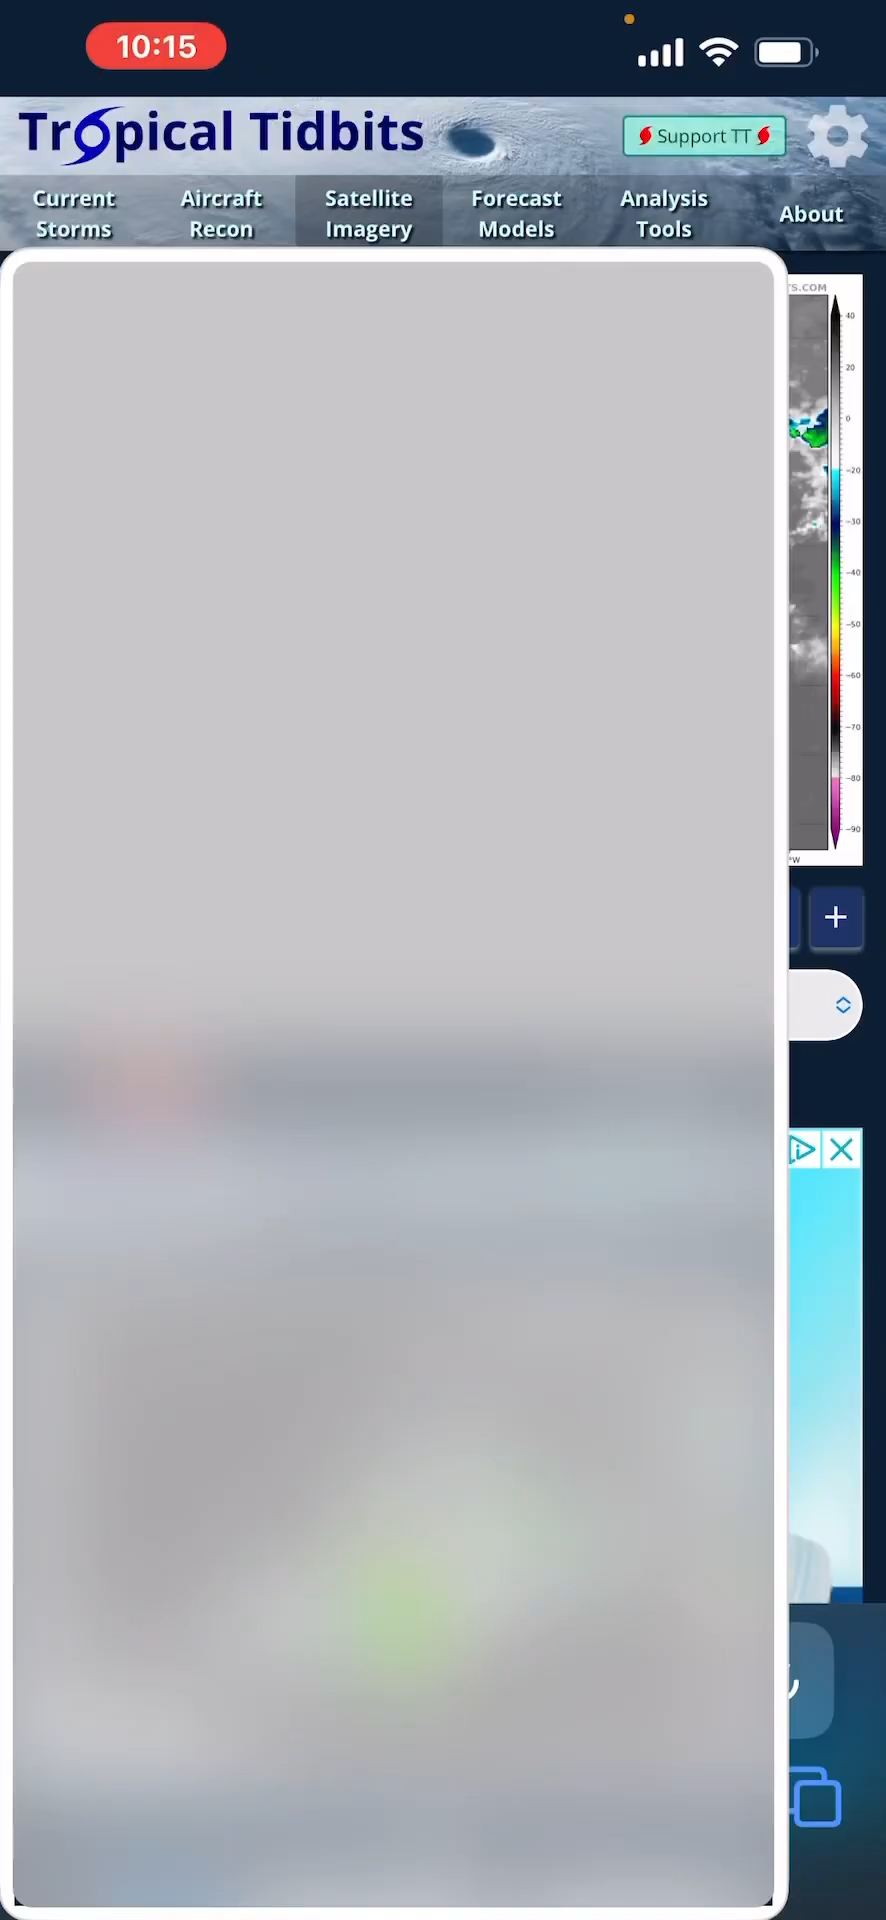 10:15
Tropical Tidbits
Support TT
Current Storms
Aircraft Recon
Satellite Imagery
Forecast Models
Analysis Tools
About
TS.COM
40
20
0
-20
-30
-40
-50
-60
-70
-80
-90
°W
+